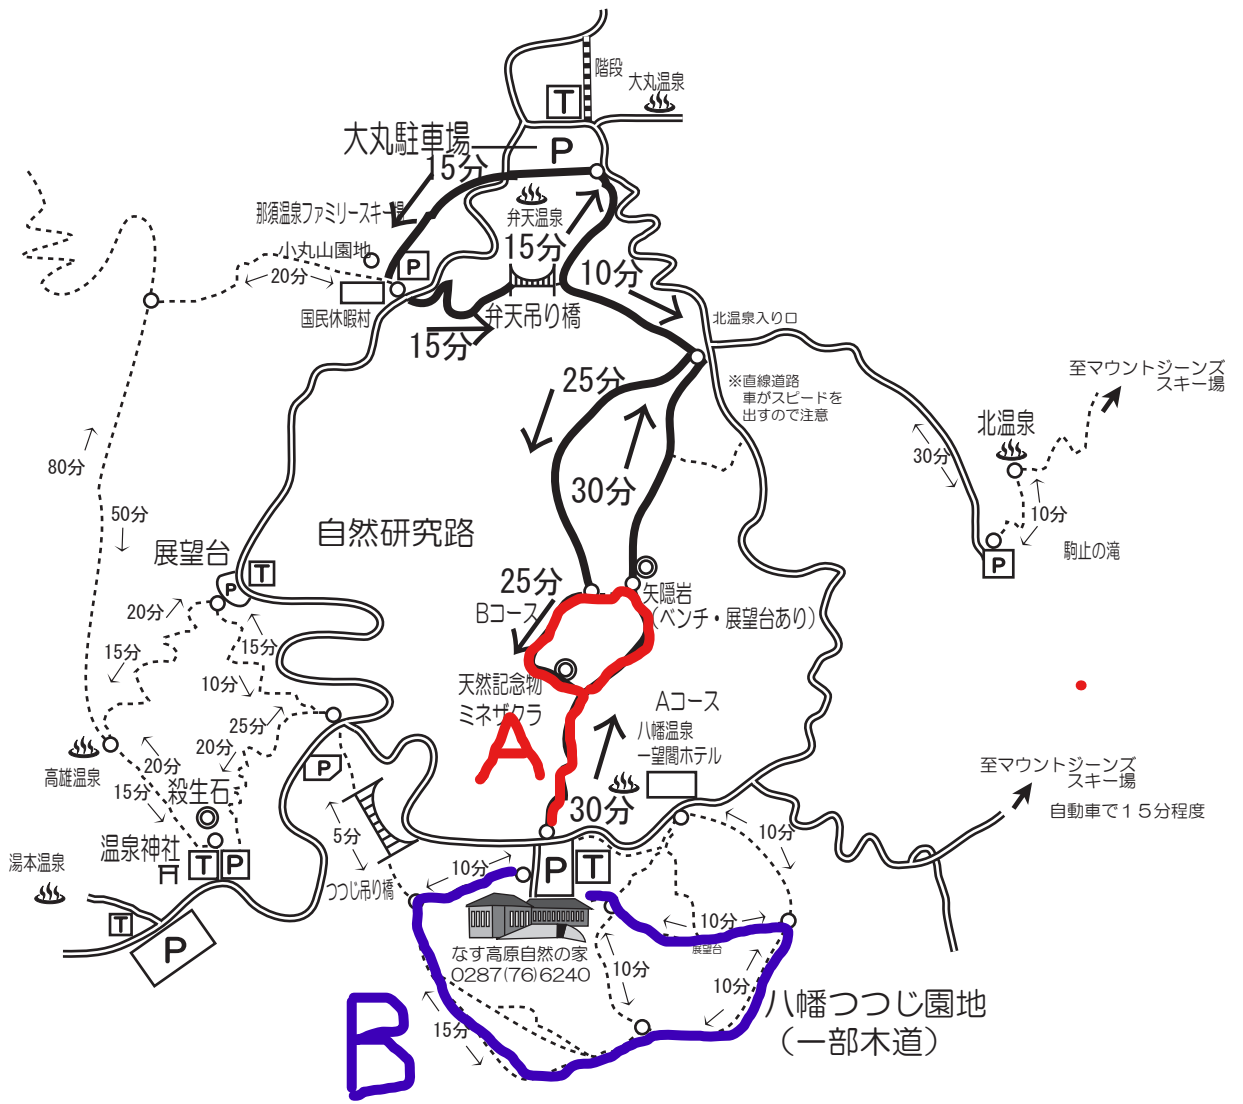 階段
大丸温泉
T
大丸駐車場
P
15分
那須温泉ファミリースキー場
弁天温泉
15分
小丸山園地
P
20分
10分
国民休暇村
弁天吊り橋
北温泉入り口
15分
至マウントジーンズ
スキー場
25分
※直線道路
車がスピードを
出すので注意
北温泉
30分
80分
30分
10分
50分
自然研究路
展望台
T
P
駒止の滝
P
25分
Bコース
矢隠岩
(ベンチ・展望台あり)
20分
15分
15分
10分
天然記念物
ミネザクラ
Aコース
25分
A
八幡温泉
一望閣ホテル
20分
高雄温泉
20分
P
15分
殺生石
30分
至マウントジーンズ
スキー場
自動車で15分程度
5分
10分
温泉神社
T
P
湯本温泉
10分
P
T
つつじ吊り橋
T
P
10分
展望台
なす高原自然の家
0287(76)6240
10分
10分
八幡つつじ園地
(一部木道)
B
15分